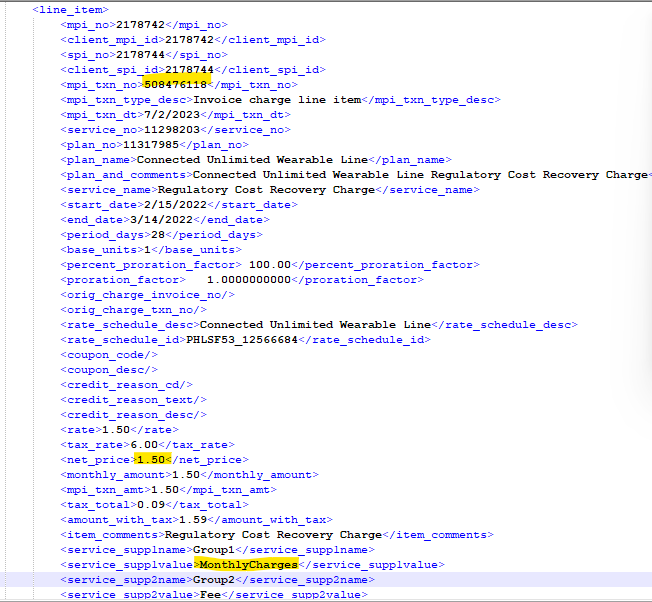 <line_item>
<mpi_no>2178742</mpi_no>
<client_mpi_id>2178742</client_mpi_id>
<spi_no>2178744</spi_no>
<client_spi_id>2178744</client_spi_id>
<mpi_txn_no>508476118</mpi_txn_no>
<mpi_txn_type_desc>Invoice charge line item</mpi_txn_type_desc>
<mpi_txn_dt>7/2/2023</mpi_txn_dt>
<service_no>11298203</service_no>
<plan_no>11317985</plan_no>
<plan_name>Connected Unlimited Wearable Line</plan_name>
<plan_and_comments>Connected Unlimited Wearable Line Regulatory Cost Recovery Charge<
<service_name>Regulatory Cost Recovery Charge</service_name>
<start_date>2/15/2022</start_date>
<end_date>3/14/2022</end_date>
<period_days>28</period_days>
<base_units>1</base_units>
<percent_proration_factor> 100.00</percent_proration_factor>
<proration_factor>   1.0000000000</proration_factor>
<orig_charge_invoice_no/>
<orig_charge_txn_no/>
<rate_schedule_desc>Connected Unlimited Wearable Line</rate_schedule_desc>
<rate_schedule_id>PHLSF53_12566684</rate_schedule_id>
<coupon_code/>
<coupon_desc/>
<credit_reason_cd/>
<credit_reason_text/>
<credit_reason_desc/>
<rate>1.50</rate>
<tax_rate>6.00</tax_rate>
<net_price>1.50</net_price>
<monthly_amount>1.50</monthly_amount>
<mpi_txn_amt>1.50</mpi_txn_amt>
<tax_total>0.09</tax_total>
<amount_with_tax>1.59</amount_with_tax>
<item_comments>Regulatory Cost Recovery Charge</item_comments>
<service_supp1name>Group1</service_supp1name>
<service_supp1value>MonthlyCharges</service_supp1value>
<service_supp2name>Group2</service_supp2name>
<service_supp2value>Fee</service_supp2value>